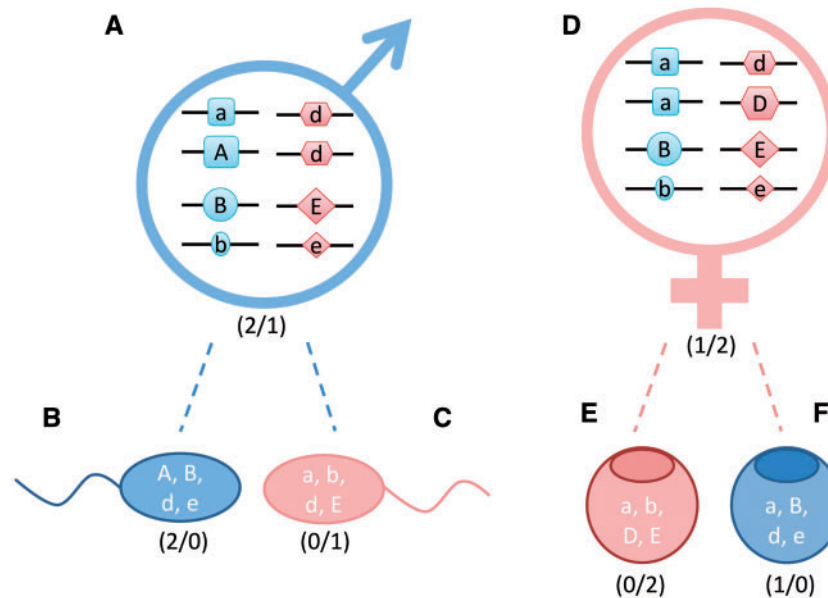 A
a d
A d
B E
b e
(2/1)
D
a d
a D
B E
b e
(1/2)
B
A, B,
d, e
(2/0)
C
a, b,
d, E
(0/1)
E
a, b,
D, E
(0/2)
F
a, B,
d, e
(1/0)